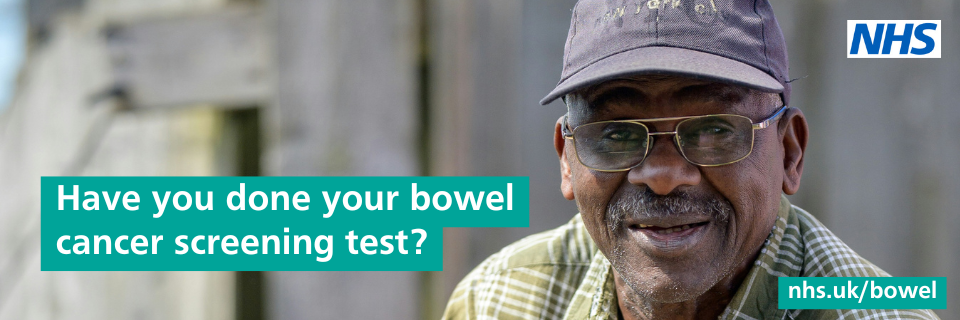 NHS
Have you done your bowel
cancer screening test?
nhs.uk/bowel